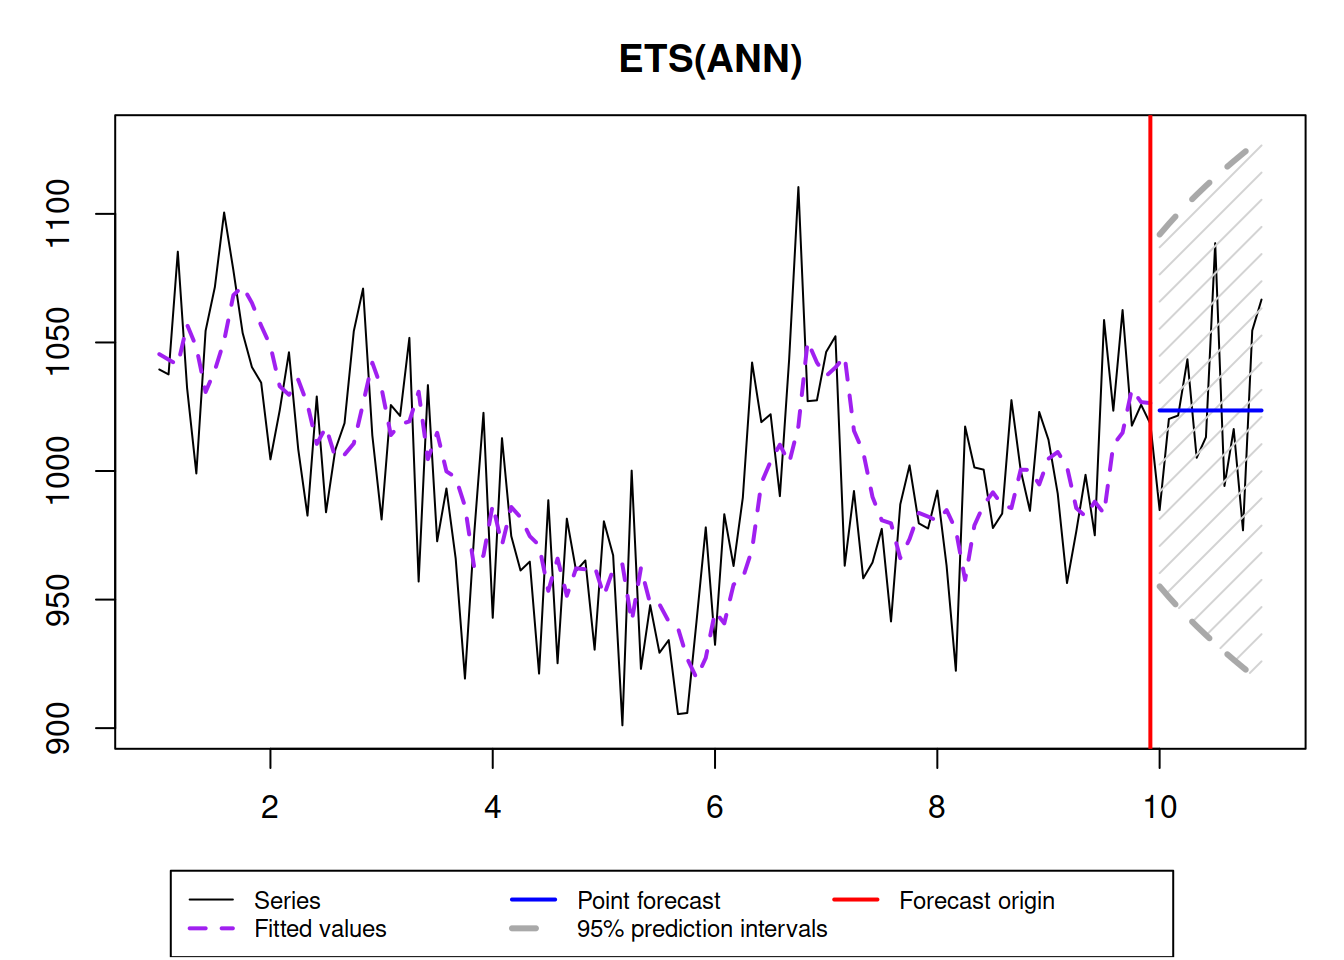 ETS(ANN)
1100
1050
1000
950
900
2 4 6 8 10
Series Point forecast Forecast origin
Fitted values 95% prediction intervals